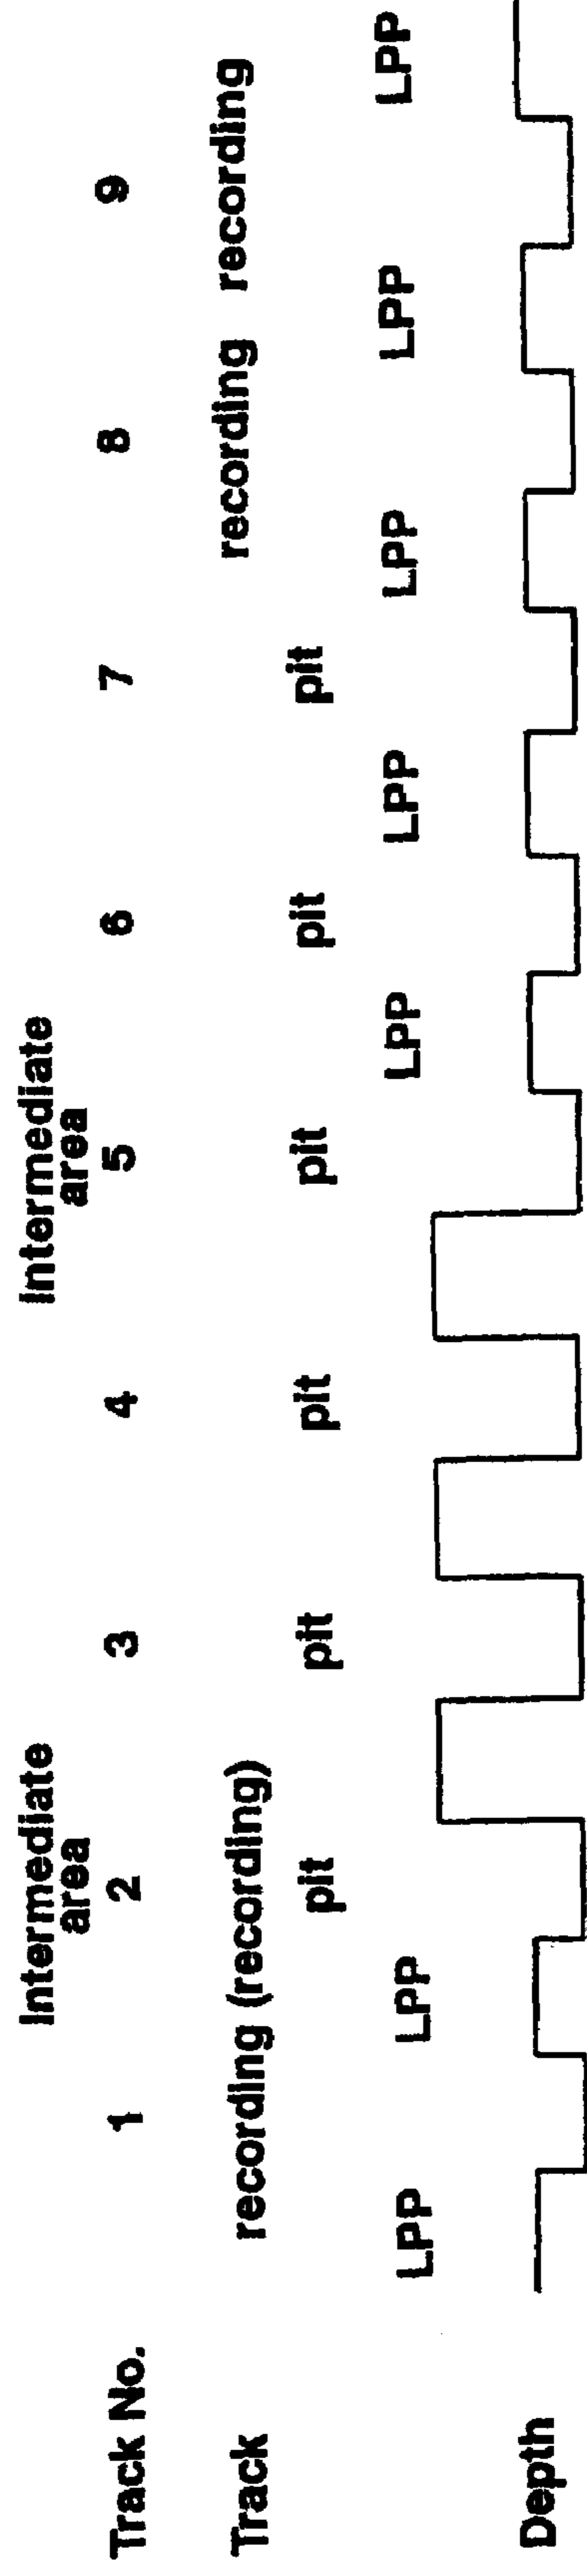 Intermediate Intermediate
area area
Track No. 1 2 3 4 5 6 7 8 9
Track recording (recording) recording recording
pit pit pit pit pit pit
LPP LPP LPP LPP LPP LPP LPP
Depth